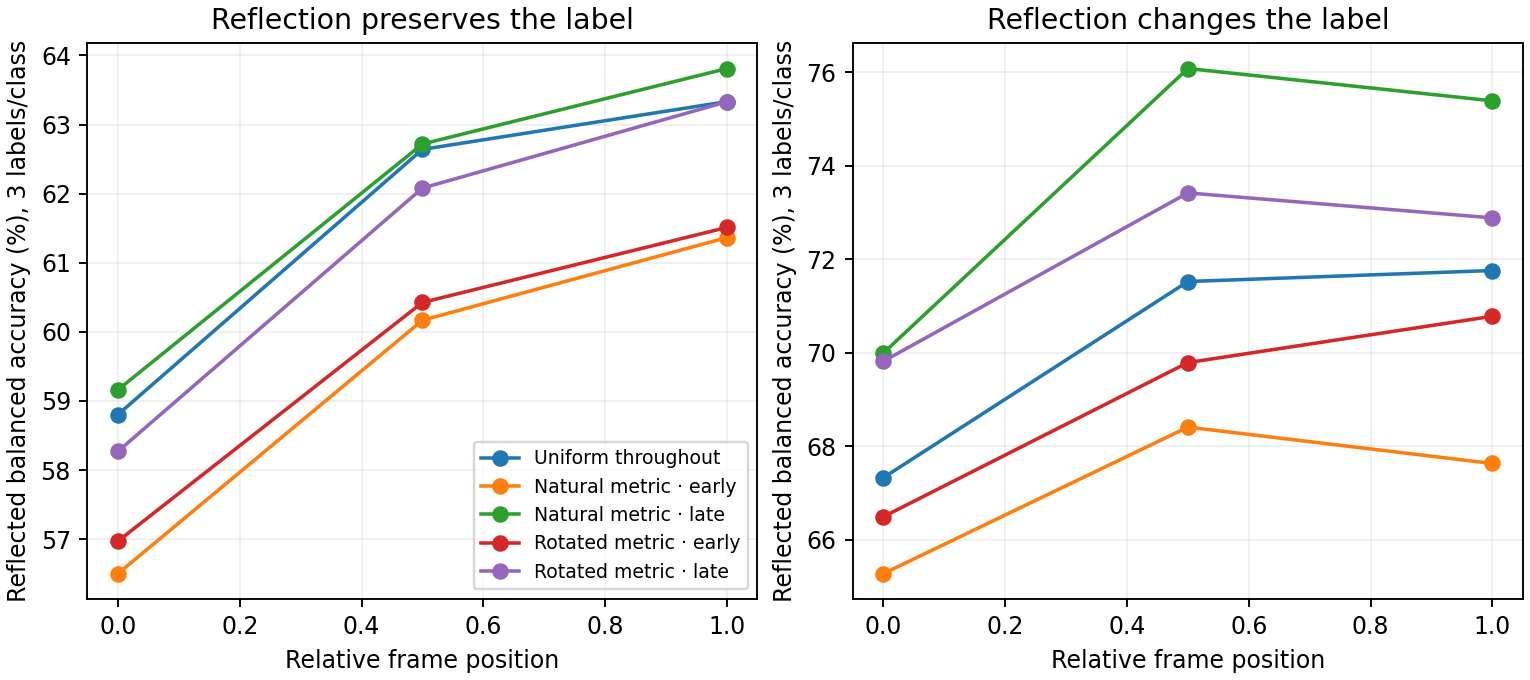 Reflection preserves the label
Reflected balanced accuracy (%), 3 labels/class
64
63
62
61
60
59
58
57
Uniform throughout
Natural metric · early
Natural metric · late
Rotated metric · early
Rotated metric · late
0.0 0.2 0.4 0.6 0.8 1.0
Relative frame position
Reflection changes the label
Reflected balanced accuracy (%), 3 labels/class
76
74
72
70
68
66
0.0 0.2 0.4 0.6 0.8 1.0
Relative frame position